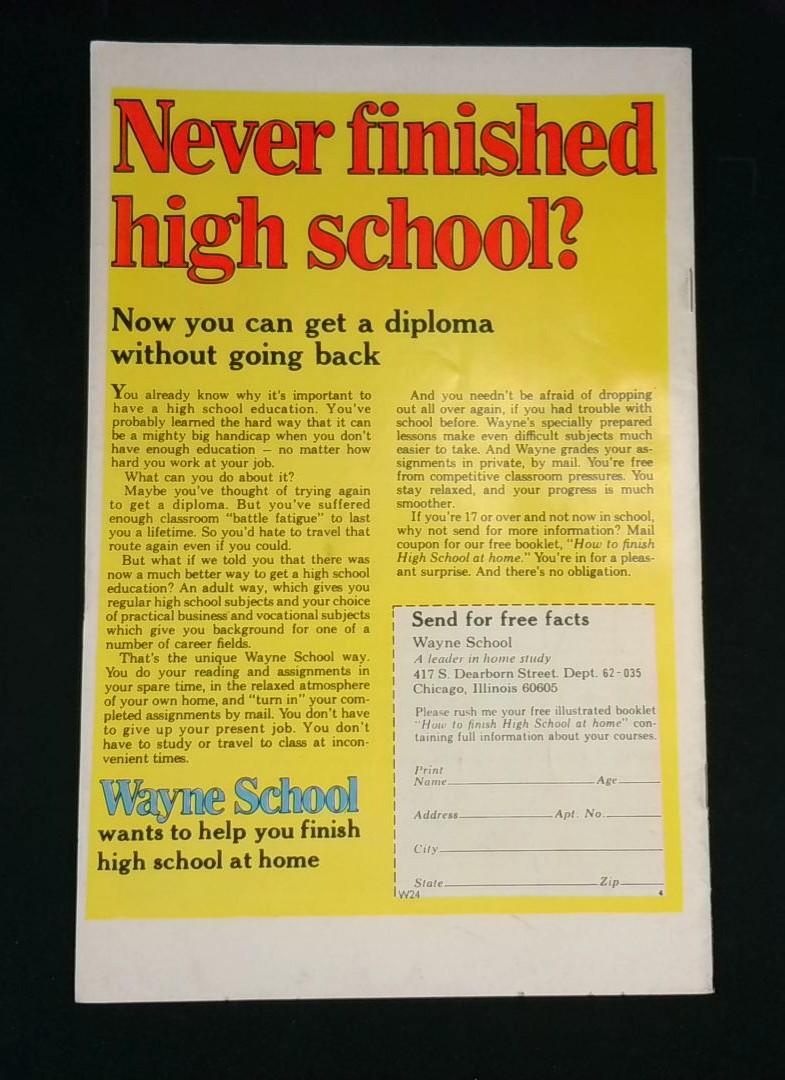 Never finished
high school?
Now you can get a diploma
without going back
You already know why it's important to
have a high school education. You've
probably learned the hard way that it can
be a mighty big handicap when you don't
have enough education – no matter how
hard you work at your job.
What can you do about it?
Maybe you've thought of trying again
to get a diploma. But you've suffered
enough classroom “battle fatigue” to last
you a lifetime. So you'd hate to travel that
route again even if you could.
But what if we told you that there was
now a much better way to get a high school
education? An adult way, which gives you
regular high school subjects and your choice
of practical business and vocational subjects
which give you background for one of a
number of career fields.
That's the unique Wayne School way.
You do your reading and assignments in
your spare time, in the relaxed atmosphere
of your own home, and “turn in” your com-
pleted assignments by mail. You don't have
to give up your present job. You don't
have to study or travel to class at incon-
venient times.
Wayne School
wants to help you finish
high school at home
And you needn't be afraid of dropping
out all over again, if you had trouble with
school before. Wayne's specially prepared
lessons make even difficult subjects much
easier to take. And Wayne grades your as-
signments in private, by mail. You're free
from competitive classroom pressures. You
stay relaxed, and your progress is much
smoother.
If you're 17 or over and not now in school,
why not send for more information? Mail
coupon for our free booklet, “How to finish
High School at home.” You're in for a pleas-
ant surprise. And there's no obligation.
Send for free facts
Wayne School
A leader in home study
417 S. Dearborn Street. Dept. 62-035
Chicago, Illinois 60605
Please rush me your free illustrated booklet
“How to finish High School at home” con-
taining full information about your courses.
Print
Name Age
Address Apt. No.
City
State Zip
W24 4